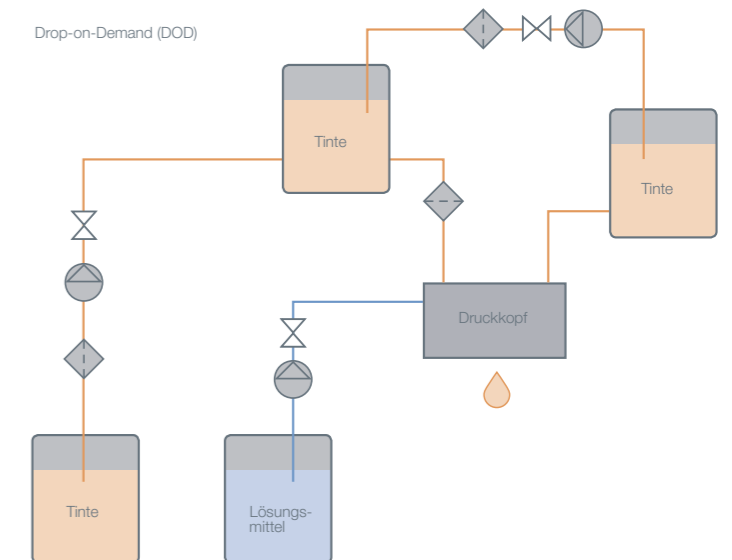 Drop-on-Demand (DOD)
Tinte
Tinte
Druckkopf
Tinte
Lösungs-
mittel